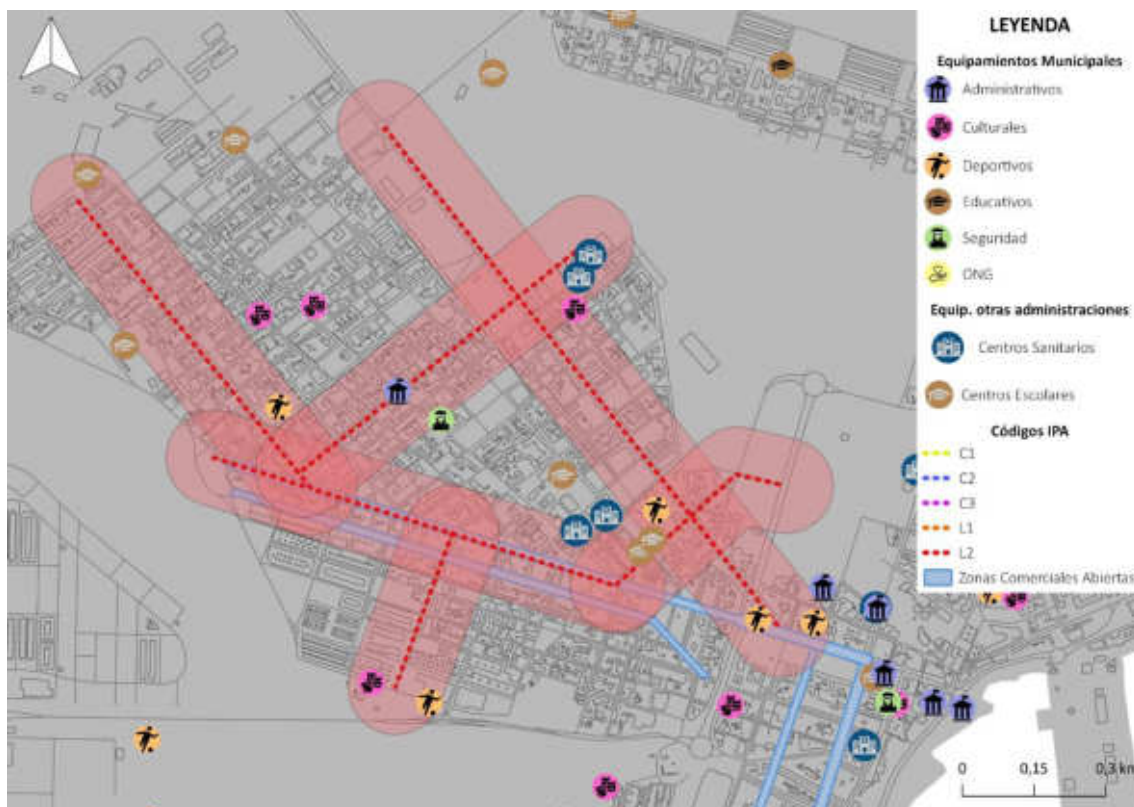 LEYENDA
Equipamientos Municipales
Administrativos
Culturales
Deportivos
Educativos
Seguridad
ONG
Equip. otras administraciones
Centros Sanitarios
Centros Escolares
Códigos IPA
C1
C2
C3
L1
L2
Zonas Comerciales Abiertas
0 0,15 0,3 km